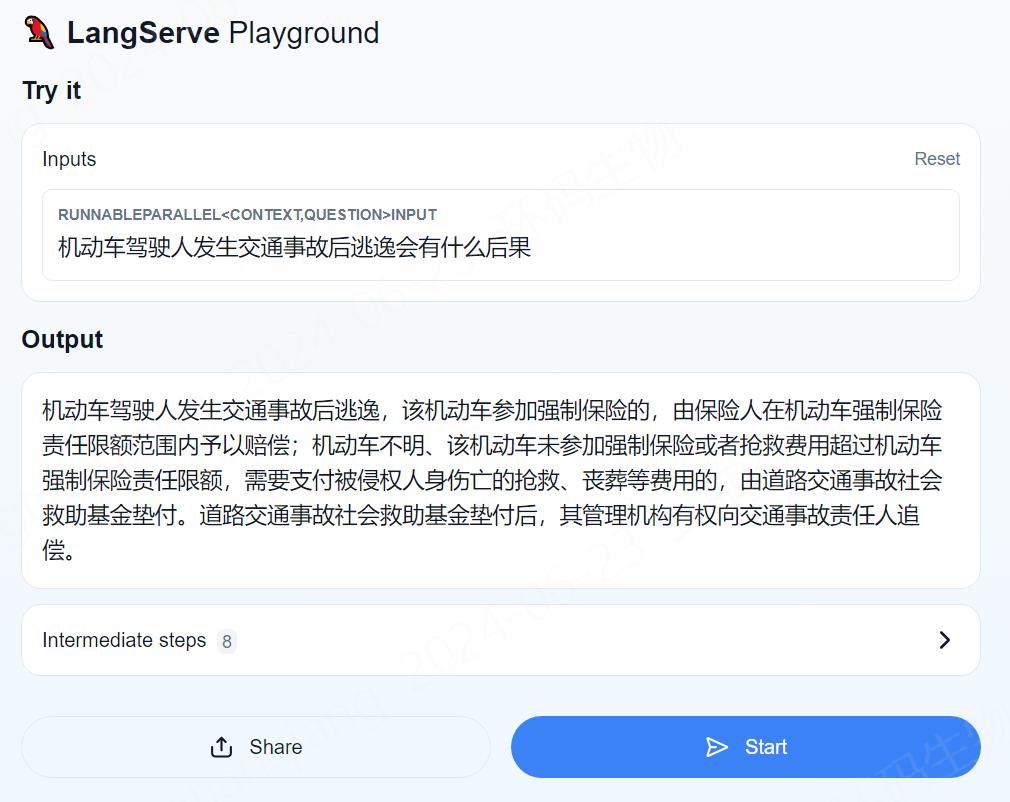 LangServe Playground
Try it
Inputs
Reset
RUNNABLEPARALLEL<CONTEXT,QUESTION>INPUT
机动车驾驶人发生交通事故后逃逸会有什么后果
Output
机动车驾驶人发生交通事故后逃逸，该机动车参加强制保险的，由保险人在机动车强制保险
责任限额范围内予以赔偿；机动车不明、该机动车未参加强制保险或者抢救费用超过机动车
强制保险责任限额，需要支付被侵权人身伤亡的抢救、丧葬等费用的，由道路交通事故社会
救助基金垫付。道路交通事故社会救助基金垫付后，其管理机构有权向交通事故责任人追
偿。
Intermediate steps 8
Share
Start